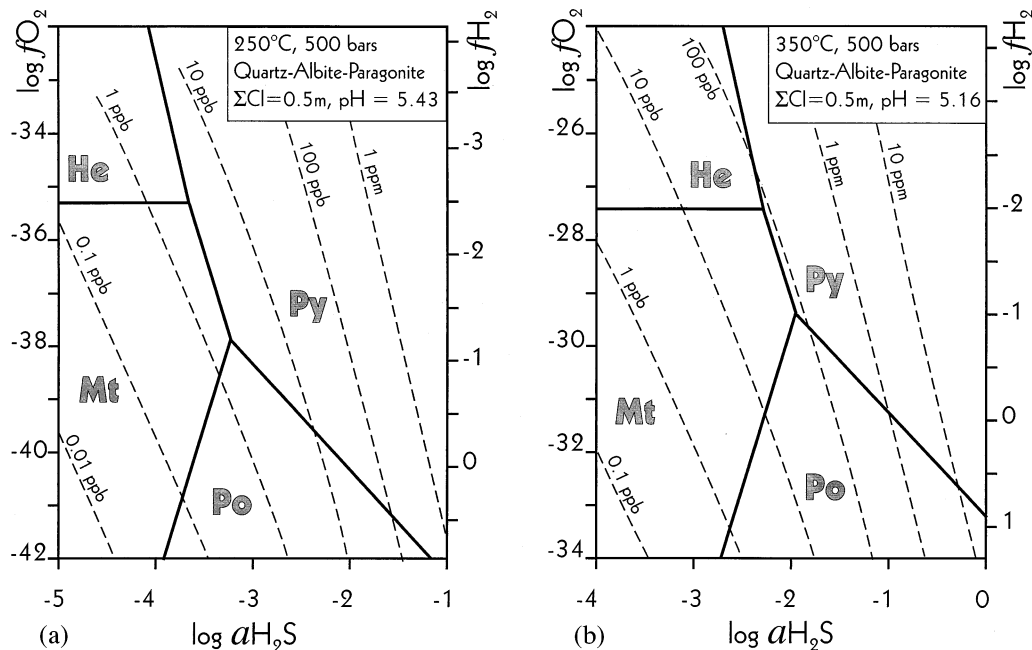 log fO2
250°C, 500 bars
Quartz-Albite-Paragonite
ΣCl=0.5m, pH = 5.43
log fH2
-34
-36
-38
-40
-42
-3
-2
-1
0
1 ppb
10 ppb
100 ppb
1 ppm
He
0.1 ppb
Py
Mt
0.01 ppb
Po
-5 -4 -3 -2 -1
(a) log aH2S
log fO2
350°C, 500 bars
Quartz-Albite-Paragonite
ΣCl=0.5m, pH = 5.16
log fH2
-26
-28
-30
-32
-34
-3
-2
-1
0
1
10 ppb
100 ppb
1 ppm
10 ppm
He
1 ppb
Py
Mt
0.1 ppb
Po
-4 -3 -2 -1 0
(b) log aH2S